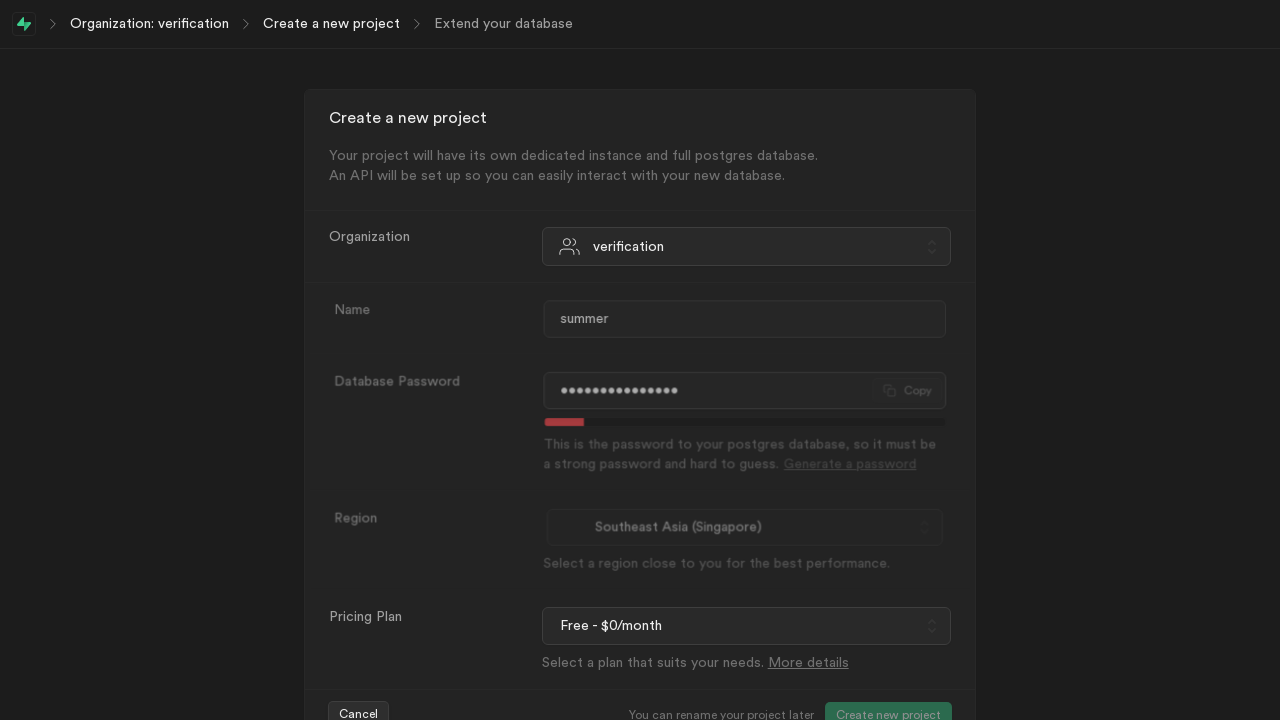 Organization: verification
Create a new project
Extend your database
Create a new project
Your project will have its own dedicated instance and full postgres database.
An API will be set up so you can easily interact with your new database.
Organization
verification
Name
summer
Database Password
•••••••••••••••
Copy
This is the password to your postgres database, so it must be
a strong password and hard to guess. Generate a password
Region
Southeast Asia (Singapore)
Select a region close to you for the best performance.
Pricing Plan
Free - $0/month
Select a plan that suits your needs. More details
Cancel
You can rename your project later
Create new project